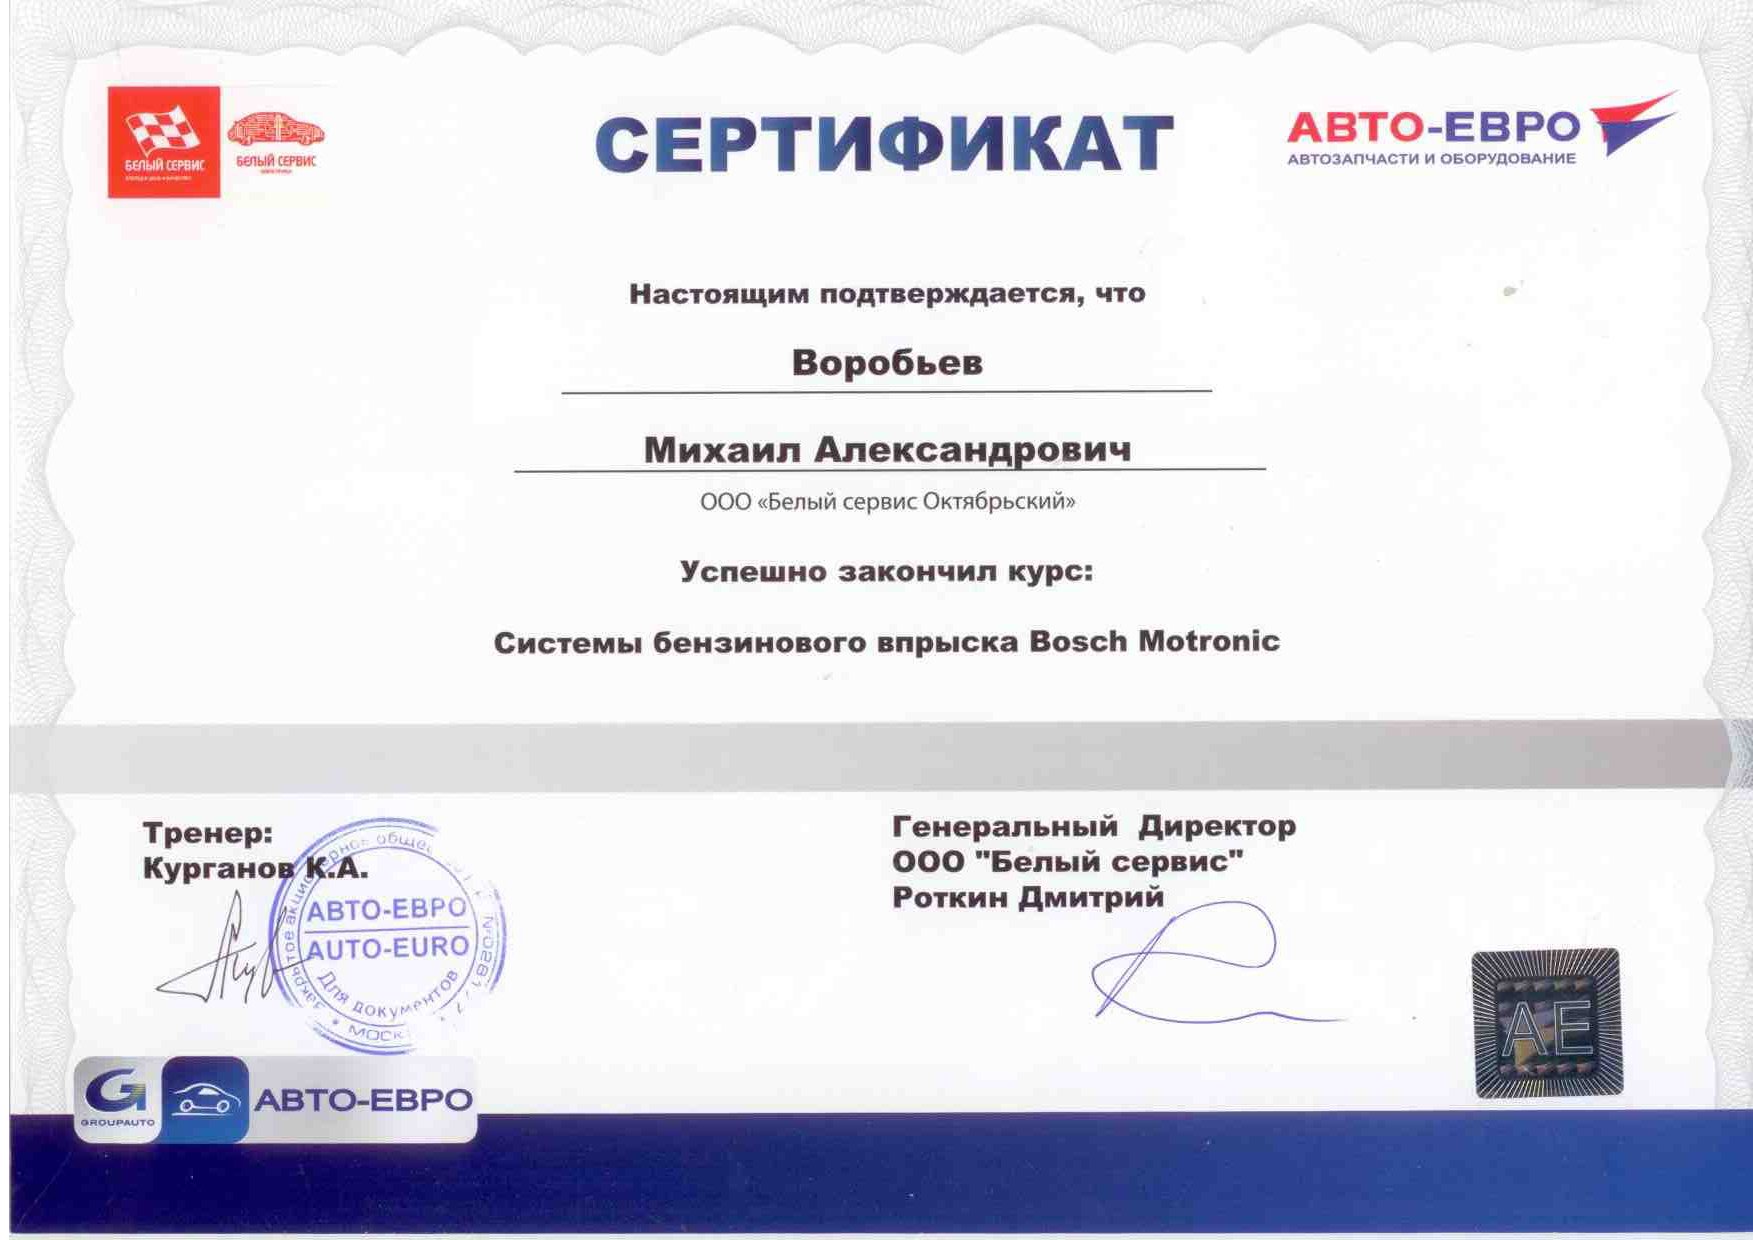 БЕЛЫЙ СЕРВИС
БЕЛЫЙ СЕРВИС
СЕРТИФИКАТ
АВТО-ЕВРО
АВТОЗАПЧАСТИ И ОБОРУДОВАНИЕ
Настоящим подтверждается, что
Воробьев
Михаил Александрович
ООО «Белый сервис Октябрьский»
Успешно закончил курс:
Системы бензинового впрыска Bosch Motronic
Тренер:
Курганов К.А.
АВТО-ЕВРО
AUTO-EURO
Для документов
Генеральный Директор
ООО "Белый сервис"
Роткин Дмитрий
AE
G
GROUPAUTO
АВТО-ЕВРО